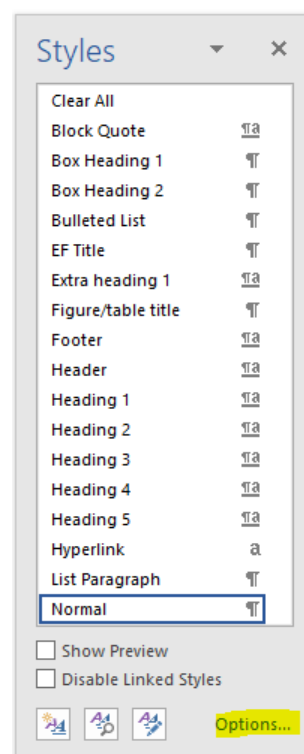 Styles
Clear All
Block Quote ¶a
Box Heading 1 ¶
Box Heading 2 ¶
Bulleted List ¶
EF Title ¶
Extra heading 1 ¶a
Figure/table title ¶
Footer ¶a
Header ¶a
Heading 1 ¶a
Heading 2 ¶a
Heading 3 ¶a
Heading 4 ¶a
Heading 5 ¶a
Hyperlink a
List Paragraph ¶
Normal ¶
Show Preview
Disable Linked Styles
Options...